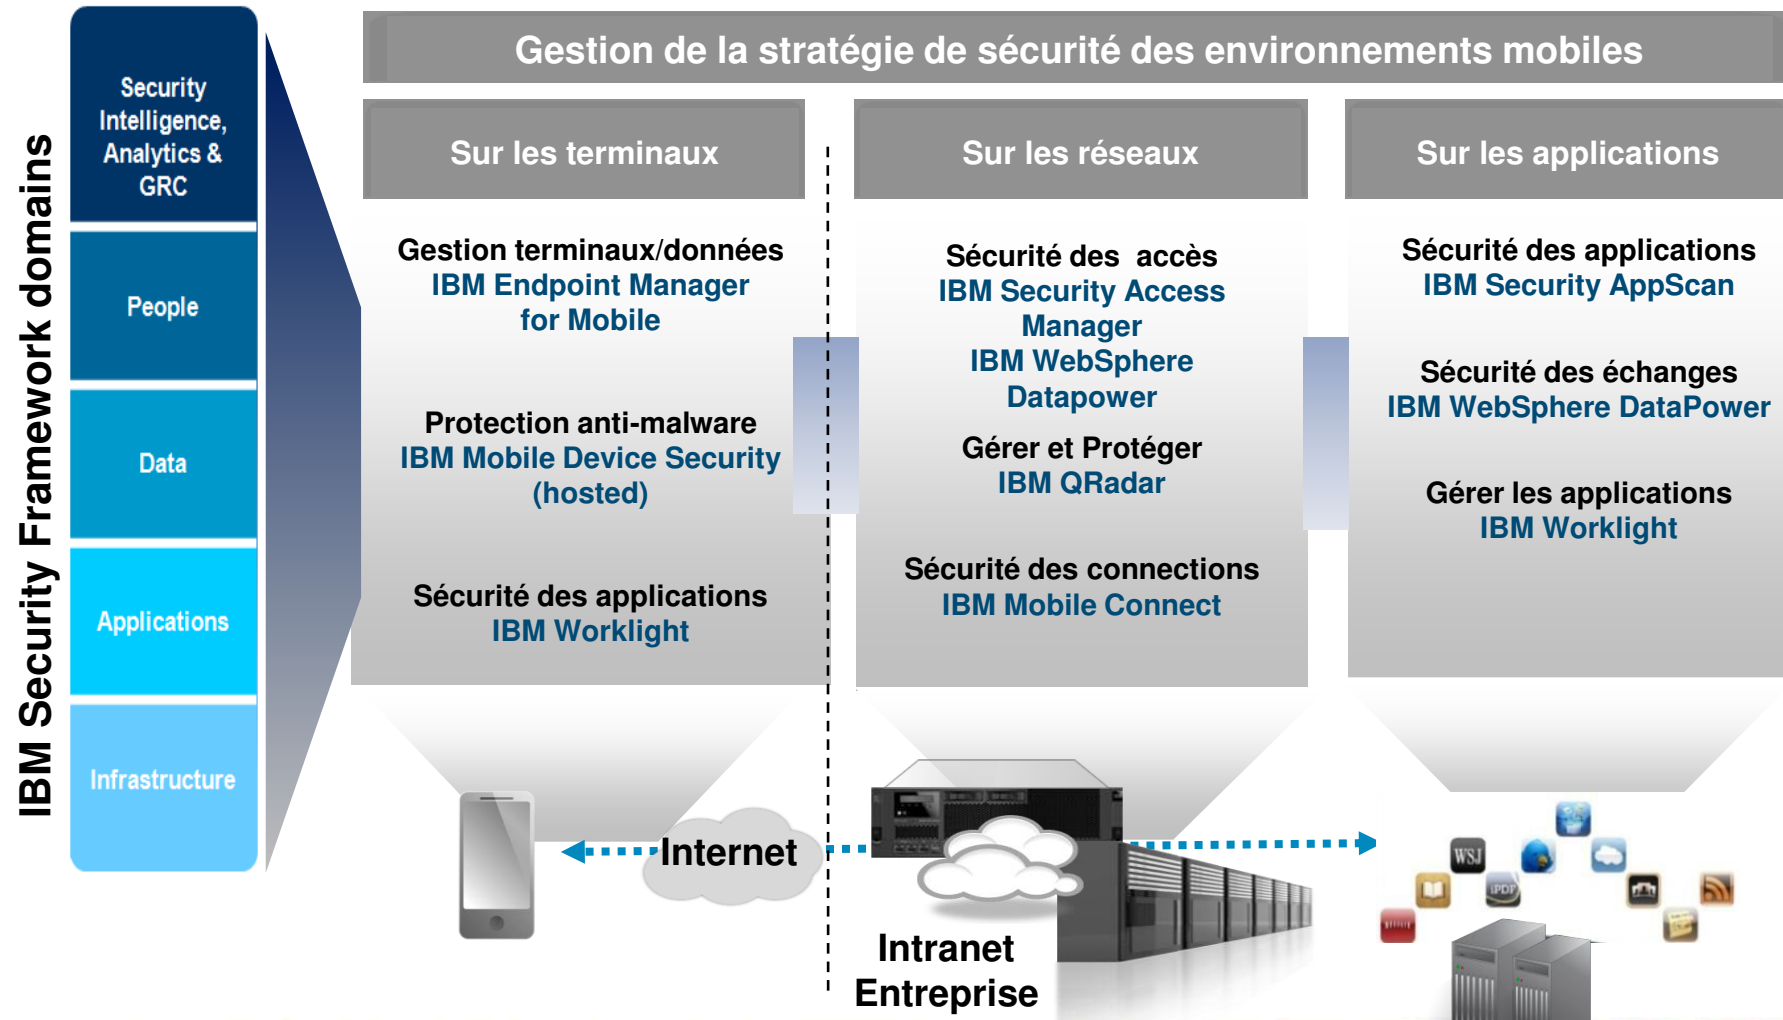 IBM Security Framework domains
Security
Intelligence,
Analytics &
GRC
People
Data
Applications
Infrastructure
Gestion de la stratégie de sécurité des environnements mobiles
Sur les terminaux
Gestion terminaux/données
IBM Endpoint Manager
for Mobile
Protection anti-malware
IBM Mobile Device Security
(hosted)
Sécurité des applications
IBM Worklight
Sur les réseaux
Sécurité des accès
IBM Security Access
Manager
IBM WebSphere
Datapower
Gérer et Protéger
IBM QRadar
Sécurité des connections
IBM Mobile Connect
Sur les applications
Sécurité des applications
IBM Security AppScan
Sécurité des échanges
IBM WebSphere DataPower
Gérer les applications
IBM Worklight
Internet
Intranet
Entreprise
WSJ
iPDF